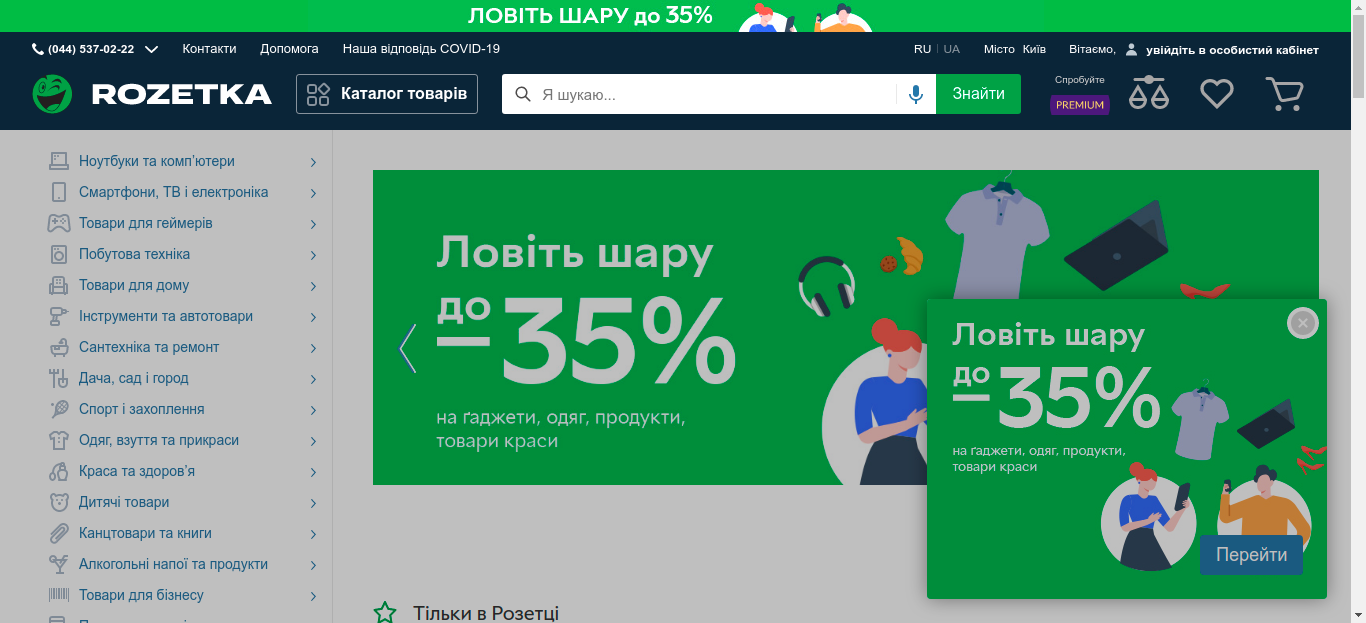 ЛОВІТЬ ШАРУ до 35%
(044) 537-02-22 Контакти Допомога Наша відповідь COVID-19 RU UA Місто Київ Вітаємо, увійдіть в особистий кабінет
ROZETKA Каталог товарів Я шукаю... Знайти Спробуйте
PREMIUM
Ноутбуки та комп'ютери
Смартфони, ТВ і електроніка
Товари для геймерів
Побутова техніка
Товари для дому
Інструменти та автотовари
Сантехніка та ремонт
Дача, сад і город
Спорт і захоплення
Одяг, взуття та прикраси
Краса та здоров'я
Дитячі товари
Канцтовари та книги
Алкогольні напої та продукти
Товари для бізнесу
Ловіть шару
до
–35%
на ґаджети, одяг, продукти,
товари краси
Ловіть шару
до
–35%
на ґаджети, одяг, продукти,
товари краси
Перейти
Тільки в Розетці